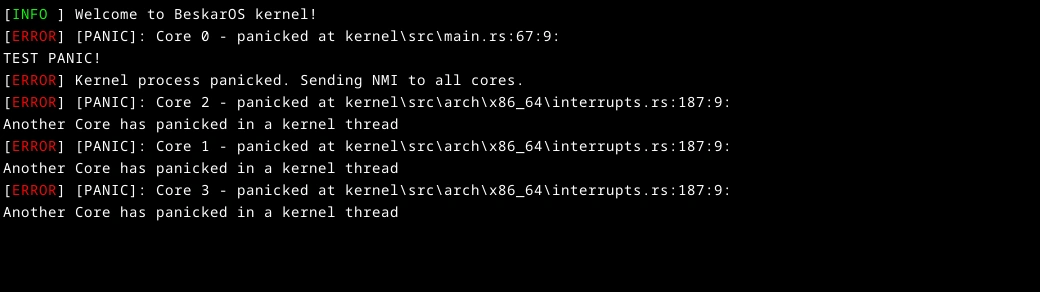 [INFO ] Welcome to BeskarOS kernel!
[ERROR] [PANIC]: Core 0 - panicked at kernel\src\main.rs:67:9:
TEST PANIC!
[ERROR] Kernel process panicked. Sending NMI to all cores.
[ERROR] [PANIC]: Core 2 - panicked at kernel\src\arch\x86_64\interrupts.rs:187:9:
Another Core has panicked in a kernel thread
[ERROR] [PANIC]: Core 1 - panicked at kernel\src\arch\x86_64\interrupts.rs:187:9:
Another Core has panicked in a kernel thread
[ERROR] [PANIC]: Core 3 - panicked at kernel\src\arch\x86_64\interrupts.rs:187:9:
Another Core has panicked in a kernel thread